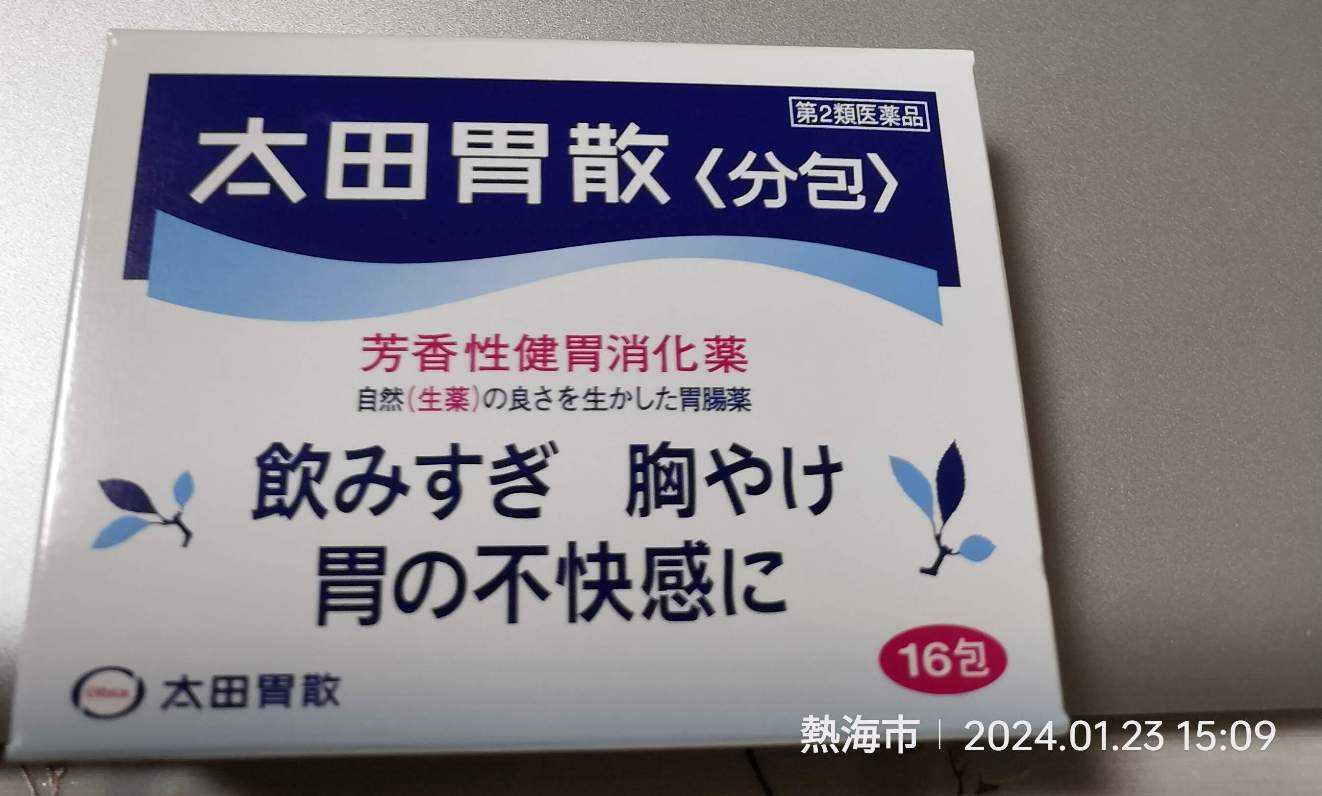 第2類医薬品
太田胃散〈分包〉
芳香性健胃消化薬
自然(生薬)の良さを生かした胃腸薬
飲みすぎ 胸やけ
胃の不快感に
16包
太田胃散
熱海市 | 2024.01.23 15:09